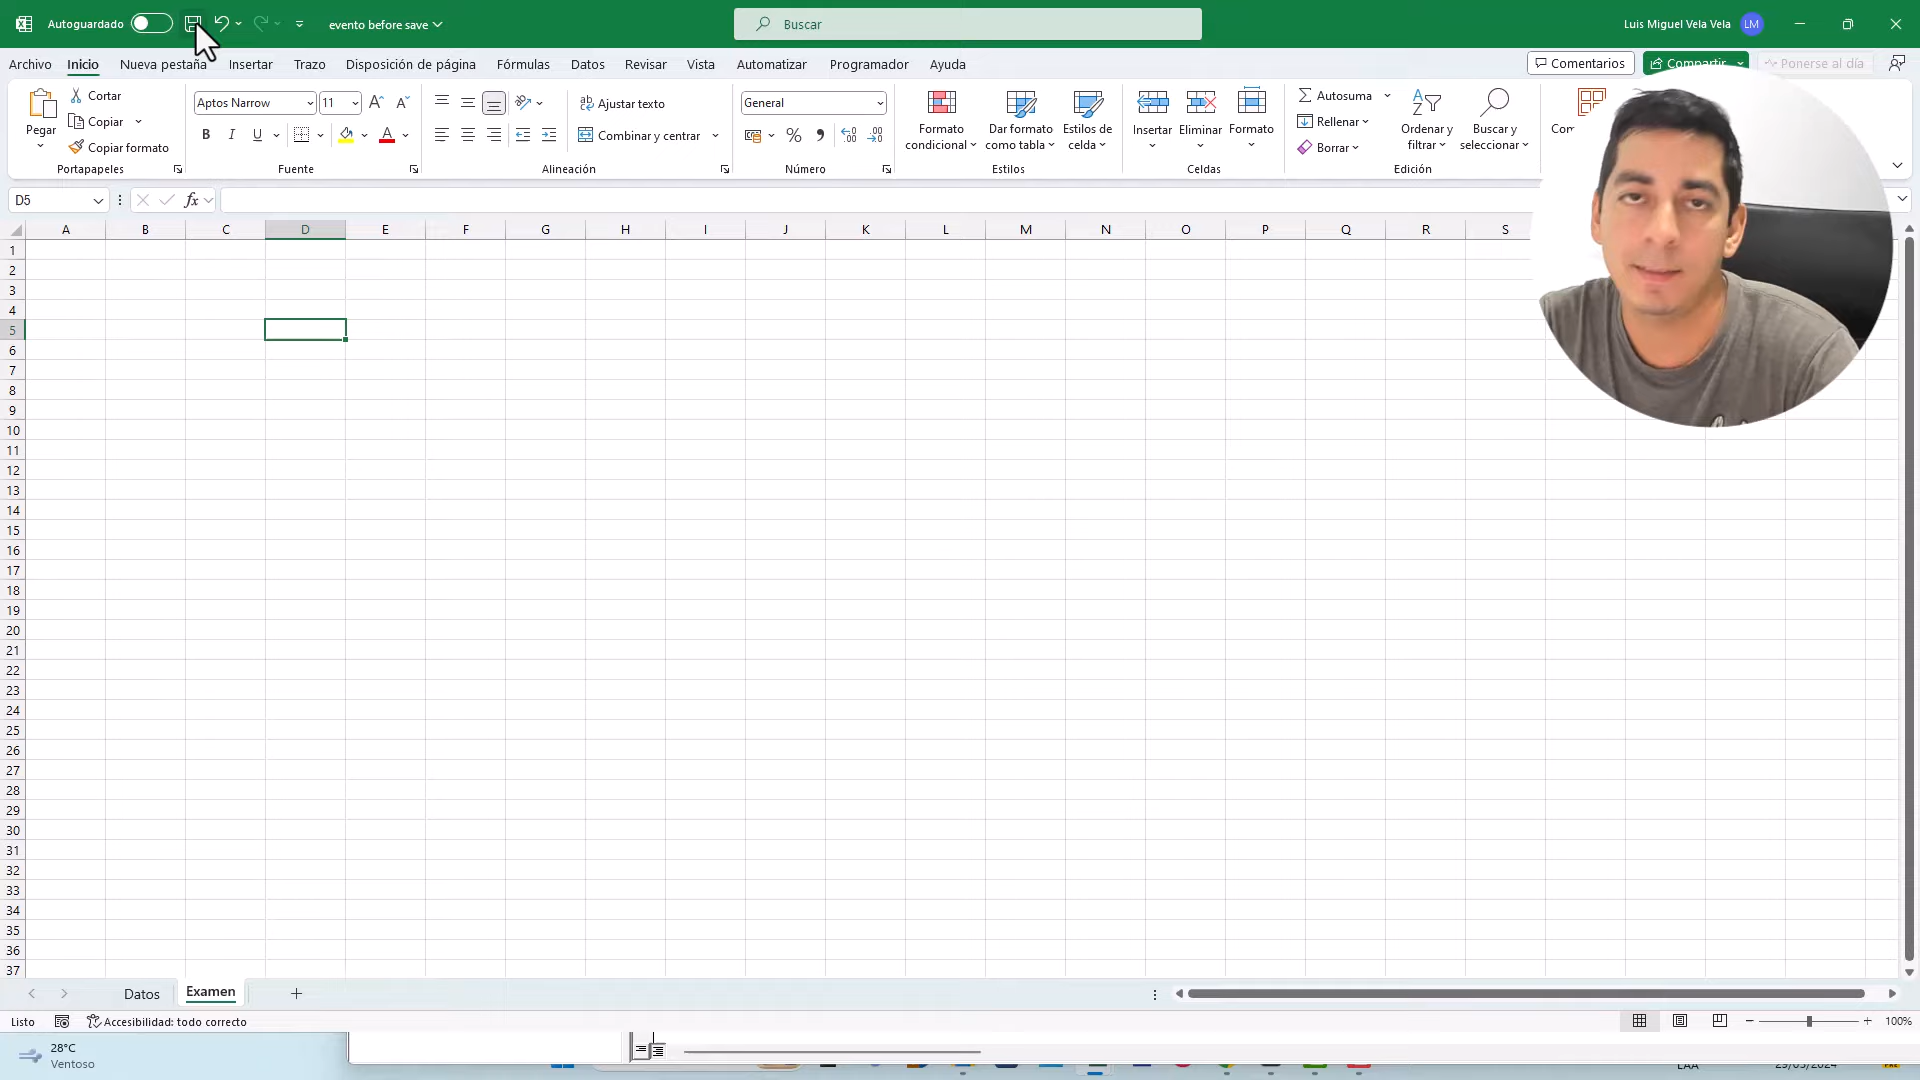 Autoguardado
evento before save
Buscar
Luis Miguel Vela Vela
LM
Archivo
Inicio
Nueva pestaña
Insertar
Trazo
Disposición de página
Fórmulas
Datos
Revisar
Vista
Automatizar
Programador
Ayuda
Comentarios
Compartir
Ponerse al día
Pegar
Cortar
Copiar
Copiar formato
Portapapeles
Aptos Narrow
11
Fuente
Ajustar texto
Combinar y centrar
Alineación
General
Número
Formato
condicional
Dar formato
como tabla
Estilos de
celda
Estilos
Insertar
Eliminar
Formato
Celdas
Autosuma
Rellenar
Borrar
Ordenar y
filtrar
Buscar y
seleccionar
Edición
D5
fx
A B C D E F G H I J K L M N O P Q R S
1
2
3
4
5
6
7
8
9
10
11
12
13
14
15
16
17
18
19
20
21
22
23
24
25
26
27
28
29
30
31
32
33
34
35
36
37
Datos
Examen
Listo
Accesibilidad: todo correcto
100%
28°C
Ventoso